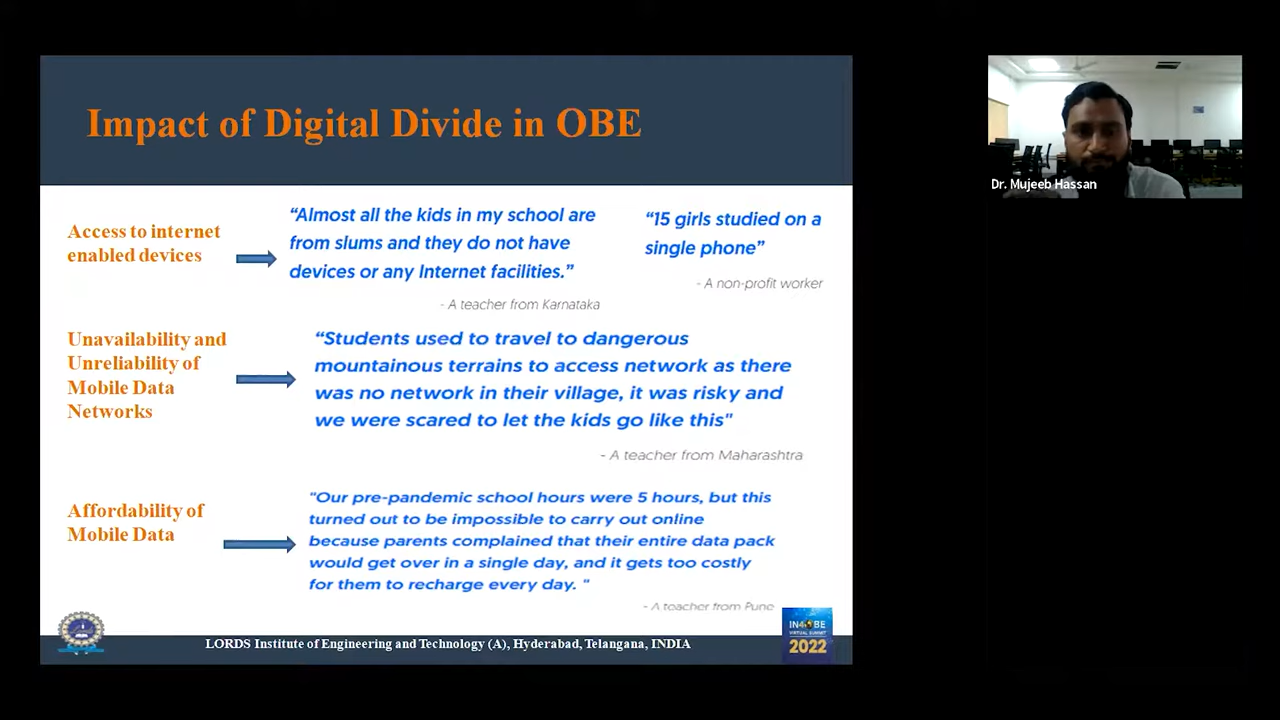 Impact of Digital Divide in OBE
Access to internet
enabled devices
“Almost all the kids in my school are
from slums and they do not have
devices or any Internet facilities.”
- A teacher from Karnataka
“15 girls studied on a
single phone”
- A non-profit worker
Unavailability and
Unreliability of
Mobile Data
Networks
“Students used to travel to dangerous
mountainous terrains to access network as there
was no network in their village, it was risky and
we were scared to let the kids go like this"
- A teacher from Maharashtra
Affordability of
Mobile Data
"Our pre-pandemic school hours were 5 hours, but this
turned out to be impossible to carry out online
because parents complained that their entire data pack
would get over in a single day, and it gets too costly
for them to recharge every day. "
- A teacher from Pune
LORDS Institute of Engineering and Technology (A), Hyderabad, Telangana, INDIA
IN4OBE
VIRTUAL SUMMIT
2022
Dr. Mujeeb Hassan